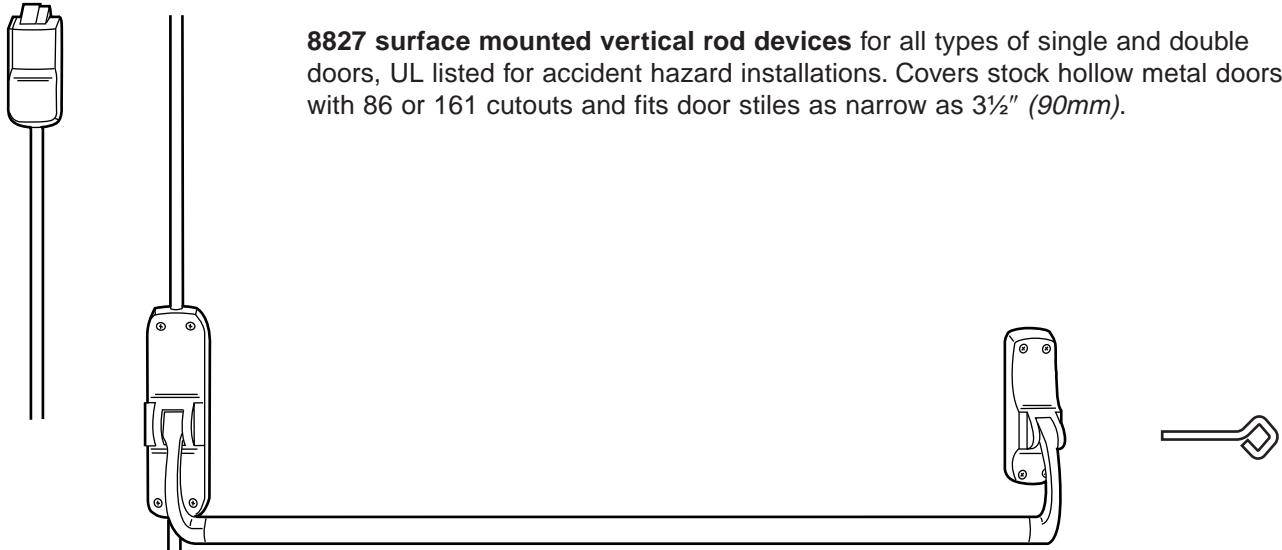 8827 surface mounted vertical rod devices for all types of single and double
doors, UL listed for accident hazard installations. Covers stock hollow metal doors
with 86 or 161 cutouts and fits door stiles as narrow as 3½″ (90mm).